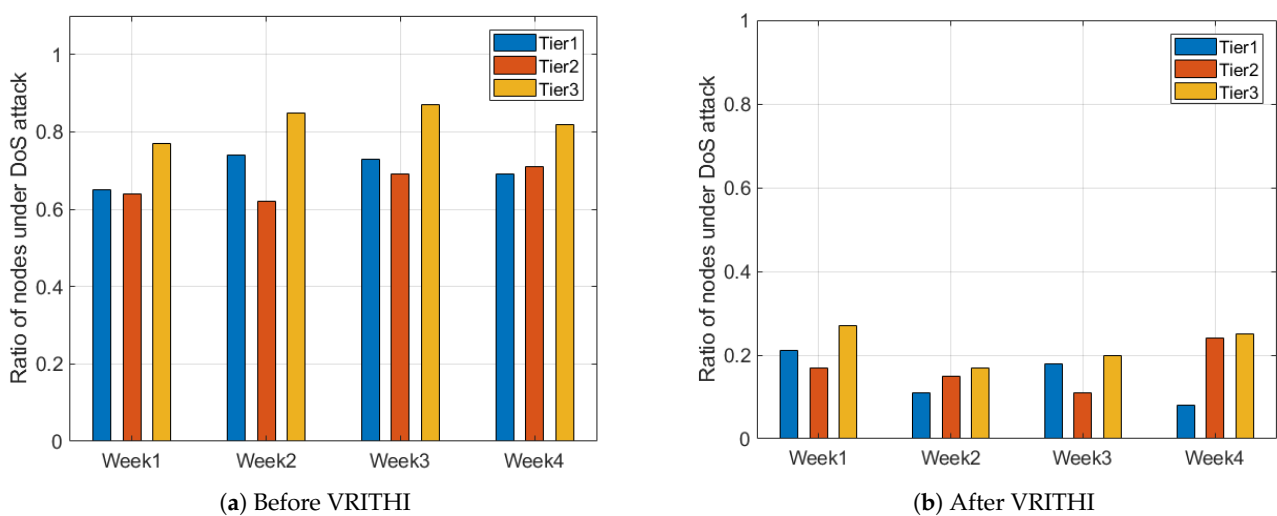 Ratio of nodes under DoS attack
1
0.8
0.6
0.4
0.2
0
Week1 Week2 Week3 Week4
Tier1
Tier2
Tier3
(a) Before VRITHI
Ratio of nodes under DoS attack
1
0.8
0.6
0.4
0.2
0
Week1 Week2 Week3 Week4
Tier1
Tier2
Tier3
(b) After VRITHI